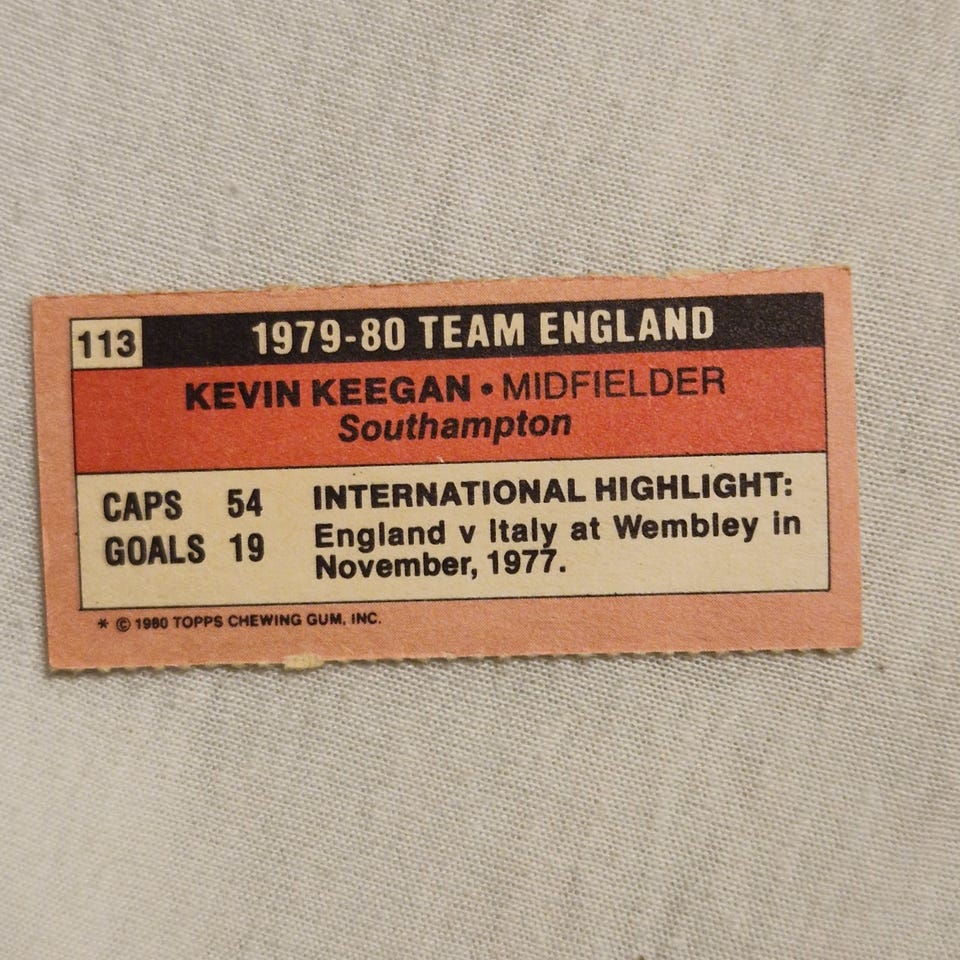 113
1979-80 TEAM ENGLAND
KEVIN KEEGAN • MIDFIELDER
Southampton
CAPS 54
GOALS 19
INTERNATIONAL HIGHLIGHT:
England v Italy at Wembley in
November, 1977.
* © 1980 TOPPS CHEWING GUM, INC.